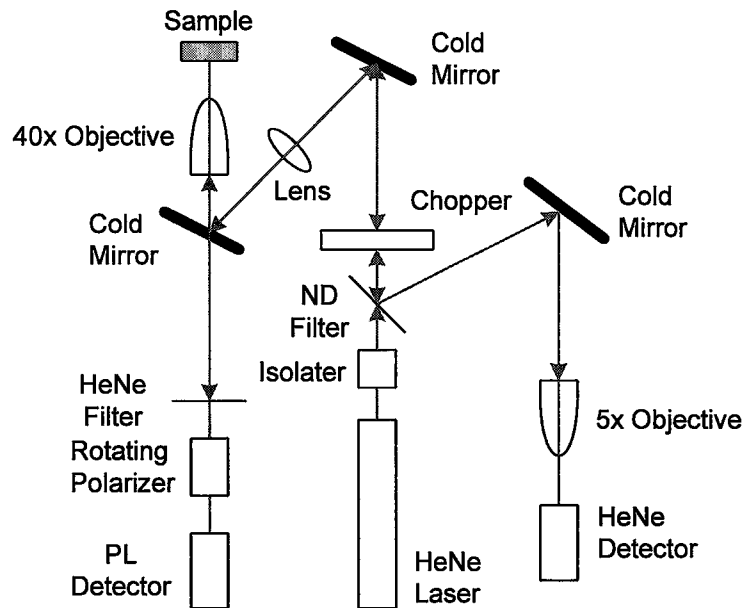 Sample
Cold
Mirror
40x Objective
Lens
Chopper
Cold
Mirror
Cold
Mirror
ND
Filter
Isolater
HeNe
Filter
Rotating
Polarizer
5x Objective
PL
Detector
HeNe
Laser
HeNe
Detector